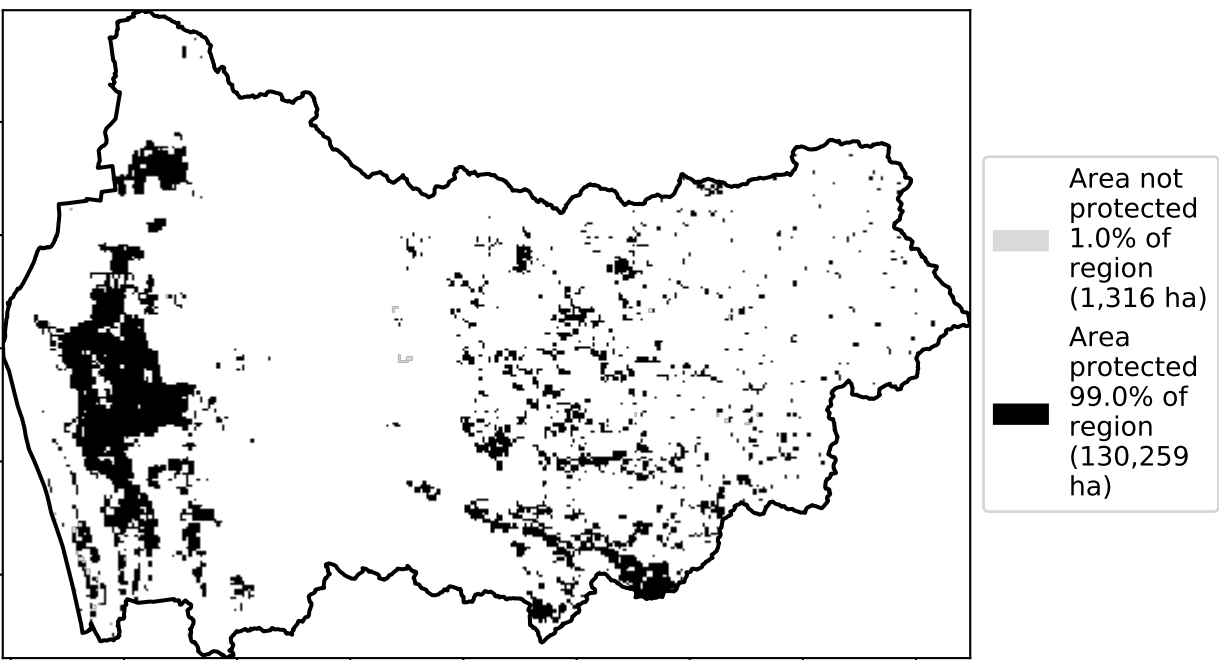 Area not
protected
1.0% of
region
(1,316 ha)
Area
protected
99.0% of
region
(130,259
ha)